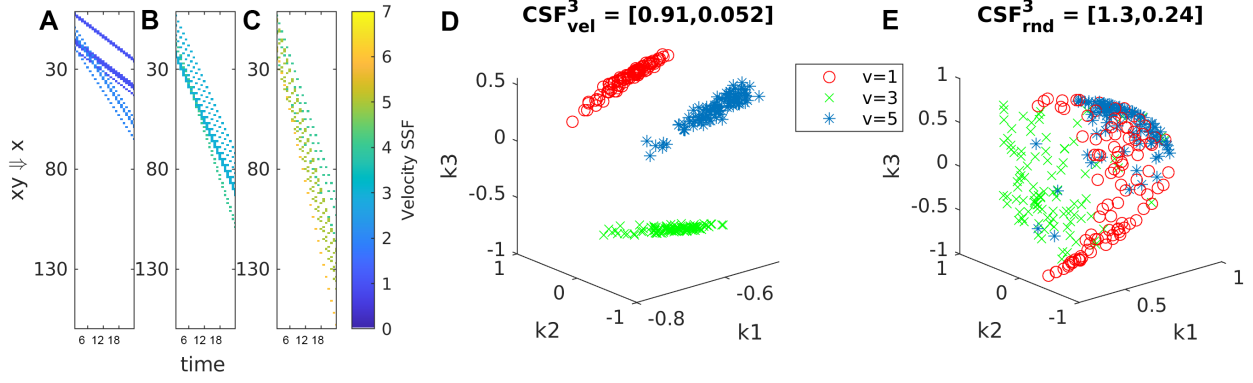 A
B
C
30
80
130
30
80
130
30
80
130
6 12 18
6 12 18
6 12 18
xy ⇓ x
time
7
6
5
4
3
2
1
0
Velocity SSF
D
CSF³vel = [0.91,0.052]
0.5
0
-0.5
-1
k3
1
0
-1
k2
-0.8
-0.6
k1
v=1
v=3
v=5
E
CSF³rnd = [1.3,0.24]
1
0.5
0
-0.5
-1
k3
1
0
-1
k2
0.5
1
k1